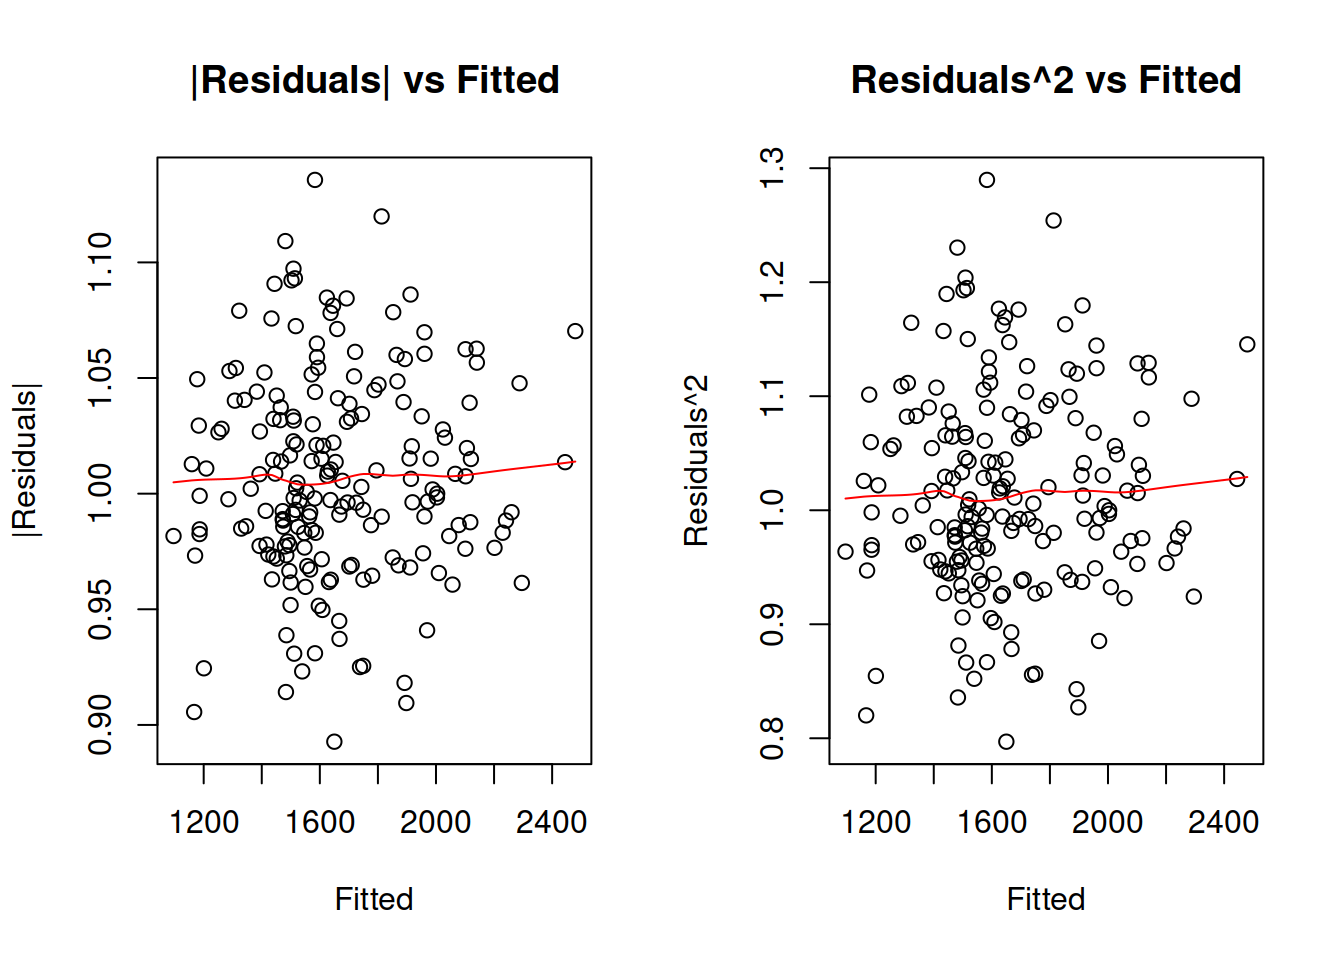 |Residuals| vs Fitted
|Residuals|
1.10
1.05
1.00
0.95
0.90
1200 1600 2000 2400
Fitted
Residuals^2 vs Fitted
Residuals^2
1.3
1.2
1.1
1.0
0.9
0.8
1200 1600 2000 2400
Fitted